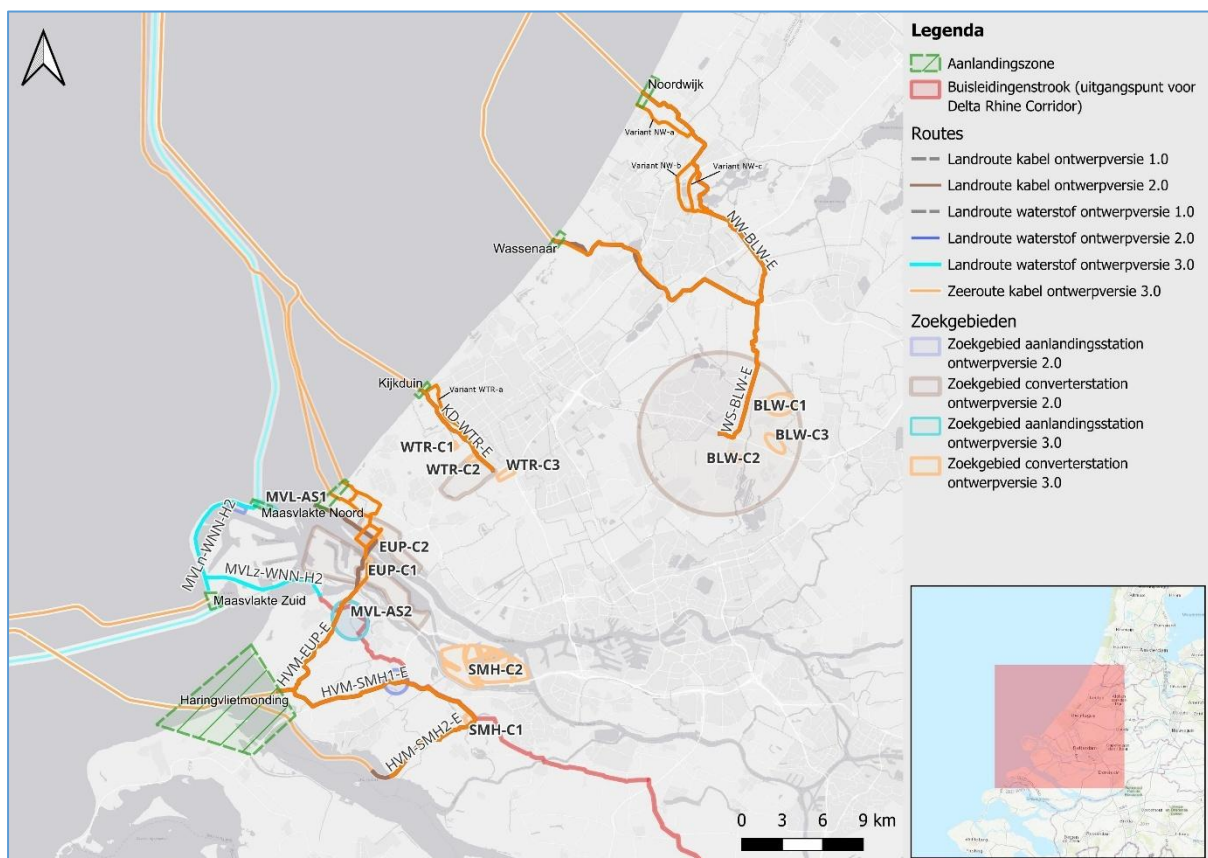 Noordwijk
Variant NW-a
Variant NW-b
Variant NW-c
NW-BLW-E
Wassenaar
WS-BLW-E
BLW-C1
BLW-C3
BLW-C2
Kijkduin
Variant WTR-a
KD-WTR-E
WTR-C1
WTR-C2
WTR-C3
MVL-AS1
Maasvlakte Noord
MVLn-WNN-H2
EUP-C2
EUP-C1
MVLz-WNN-H2
Maasvlakte Zuid
MVL-AS2
HVM-EUP-E
SMH-C2
HVM-SMH1-E
Haringvlietmonding
SMH-C1
HVM-SMH2-E
0 3 6 9 km
Legenda
Aanlandingszone
Buisleidingenstrook (uitgangspunt voor
Delta Rhine Corridor)
Routes
Landroute kabel ontwerpversie 1.0
Landroute kabel ontwerpversie 2.0
Landroute waterstof ontwerpversie 1.0
Landroute waterstof ontwerpversie 2.0
Landroute waterstof ontwerpversie 3.0
Zeeroute kabel ontwerpversie 3.0
Zoekgebieden
Zoekgebied aanlandingsstation
ontwerpversie 2.0
Zoekgebied converterstation
ontwerpversie 2.0
Zoekgebied aanlandingsstation
ontwerpversie 3.0
Zoekgebied converterstation
ontwerpversie 3.0